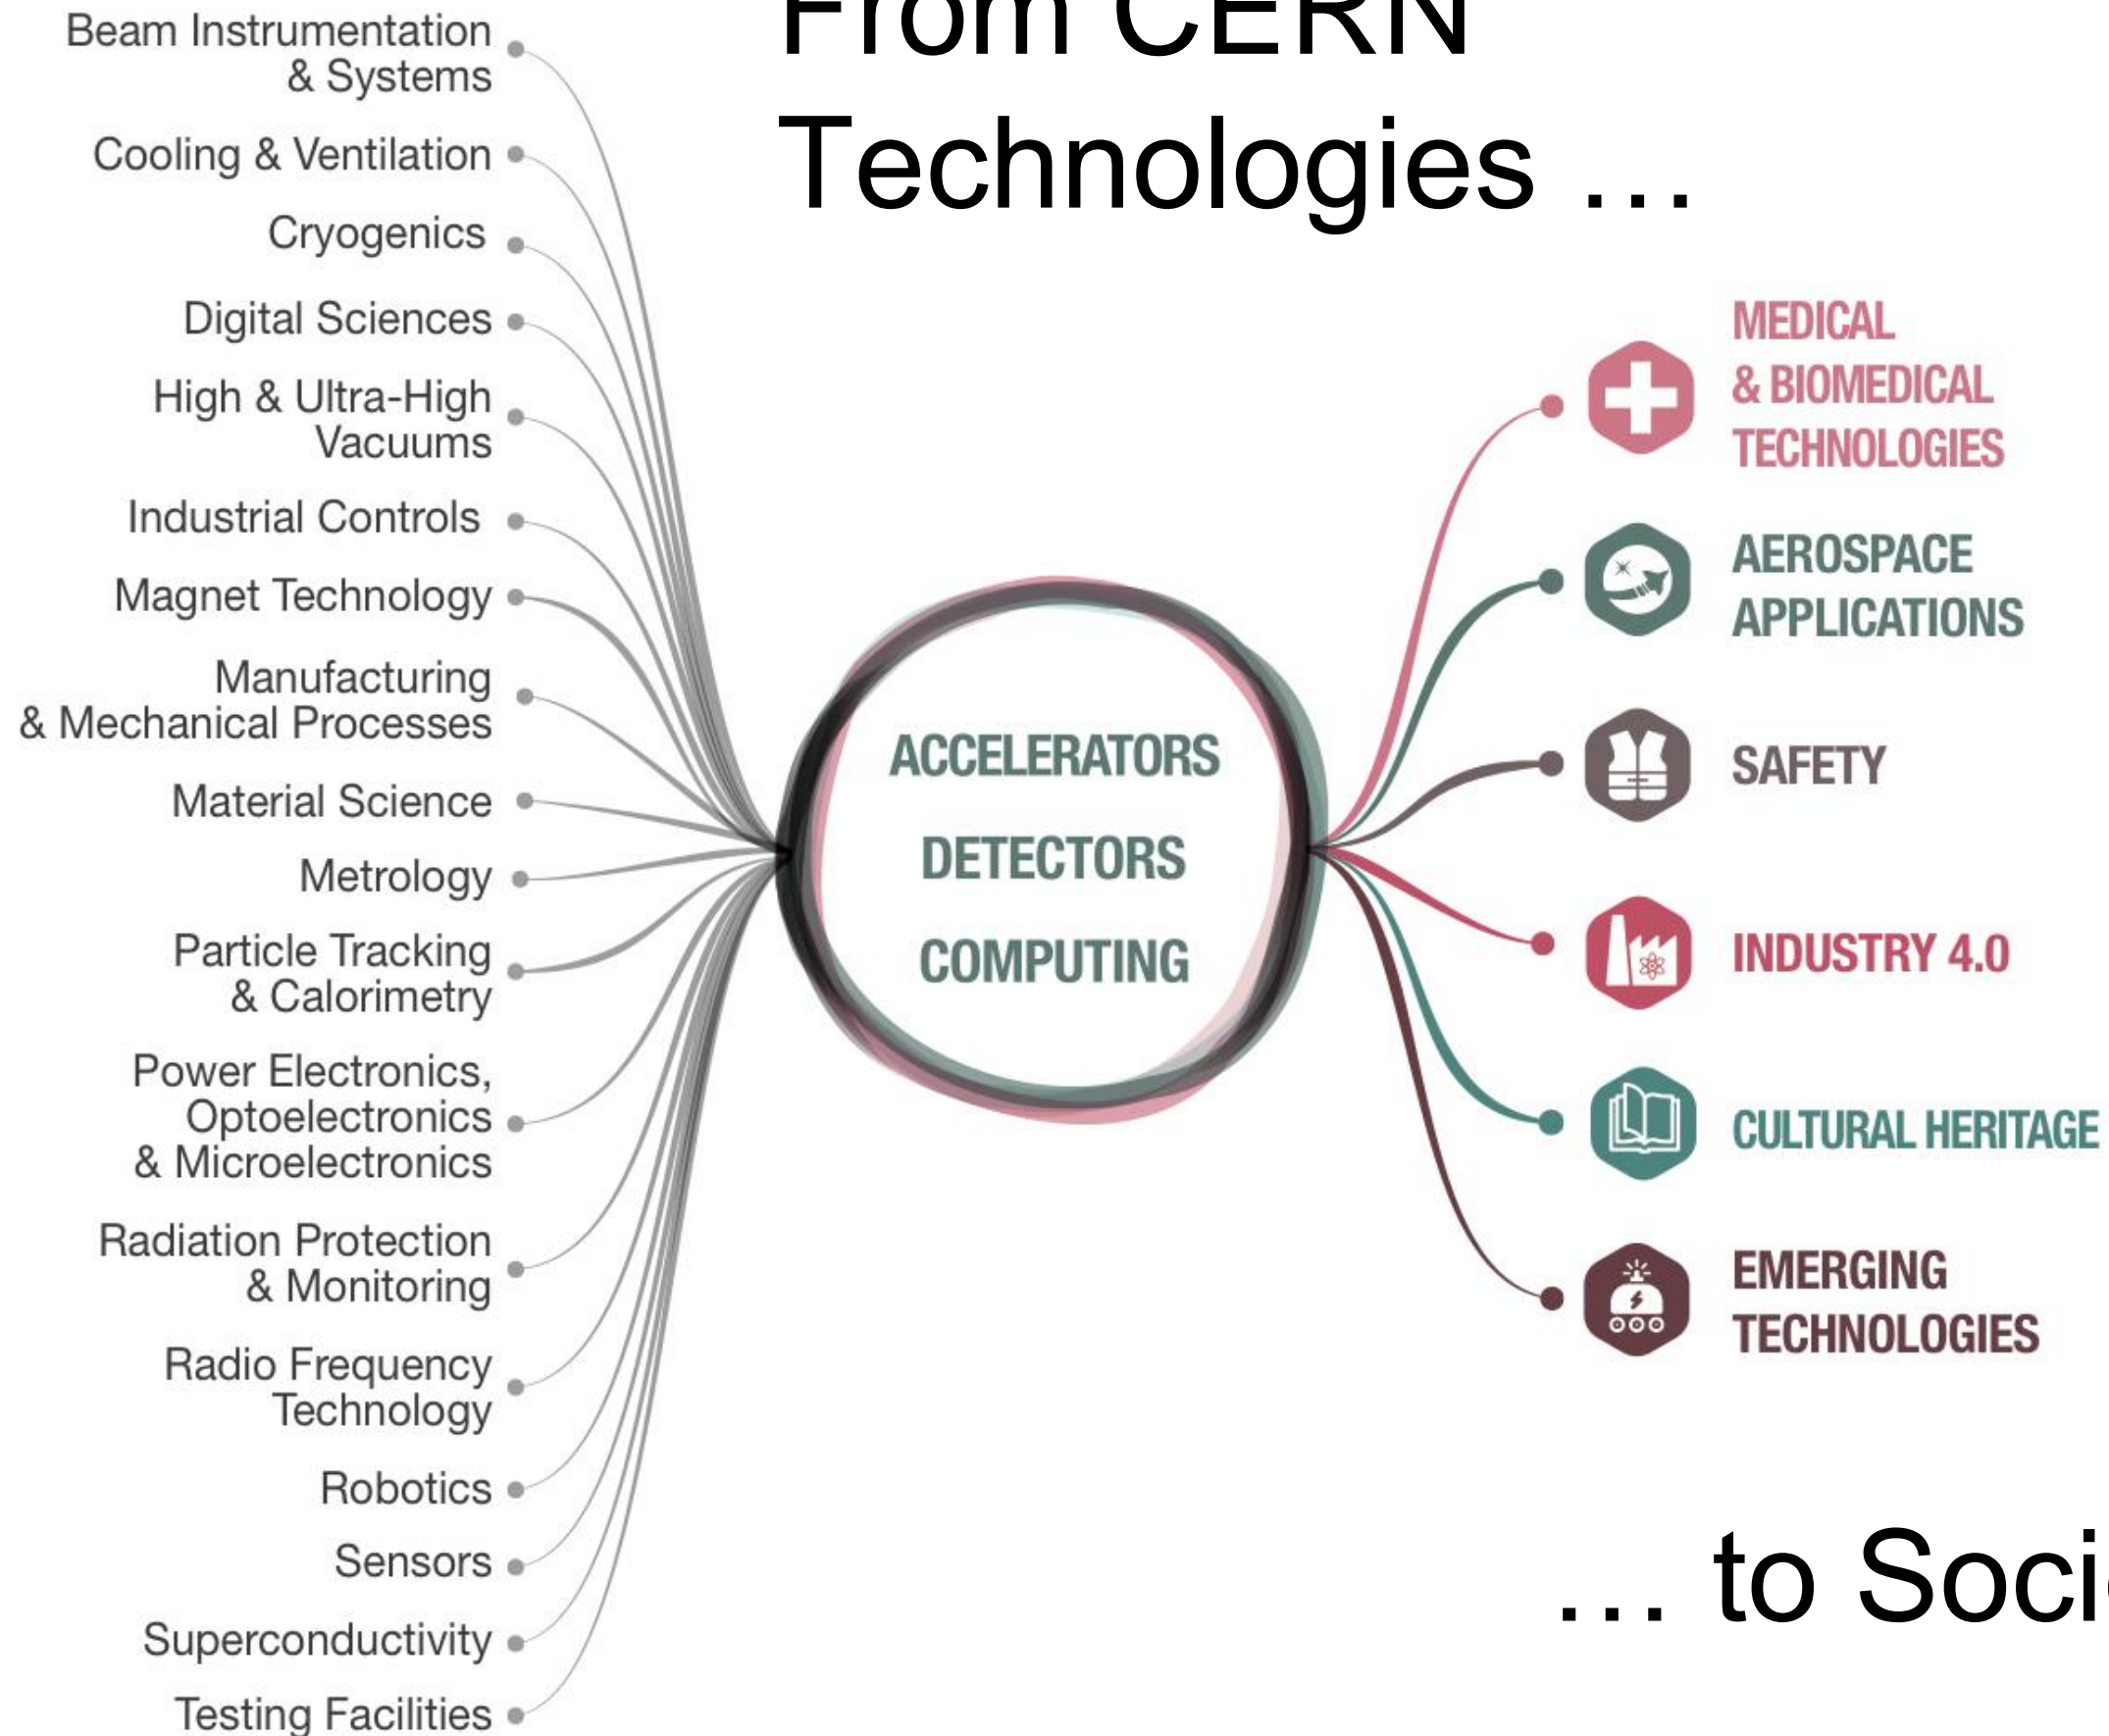 From CERN
Technologies …
Beam Instrumentation
& Systems
Cooling & Ventilation
Cryogenics
Digital Sciences
High & Ultra-High
Vacuums
Industrial Controls
Magnet Technology
Manufacturing
& Mechanical Processes
Material Science
Metrology
Particle Tracking
& Calorimetry
Power Electronics,
Optoelectronics
& Microelectronics
Radiation Protection
& Monitoring
Radio Frequency
Technology
Robotics
Sensors
Superconductivity
Testing Facilities
ACCELERATORS
DETECTORS
COMPUTING
MEDICAL
& BIOMEDICAL
TECHNOLOGIES
AEROSPACE
APPLICATIONS
SAFETY
INDUSTRY 4.0
CULTURAL HERITAGE
EMERGING
TECHNOLOGIES
… to